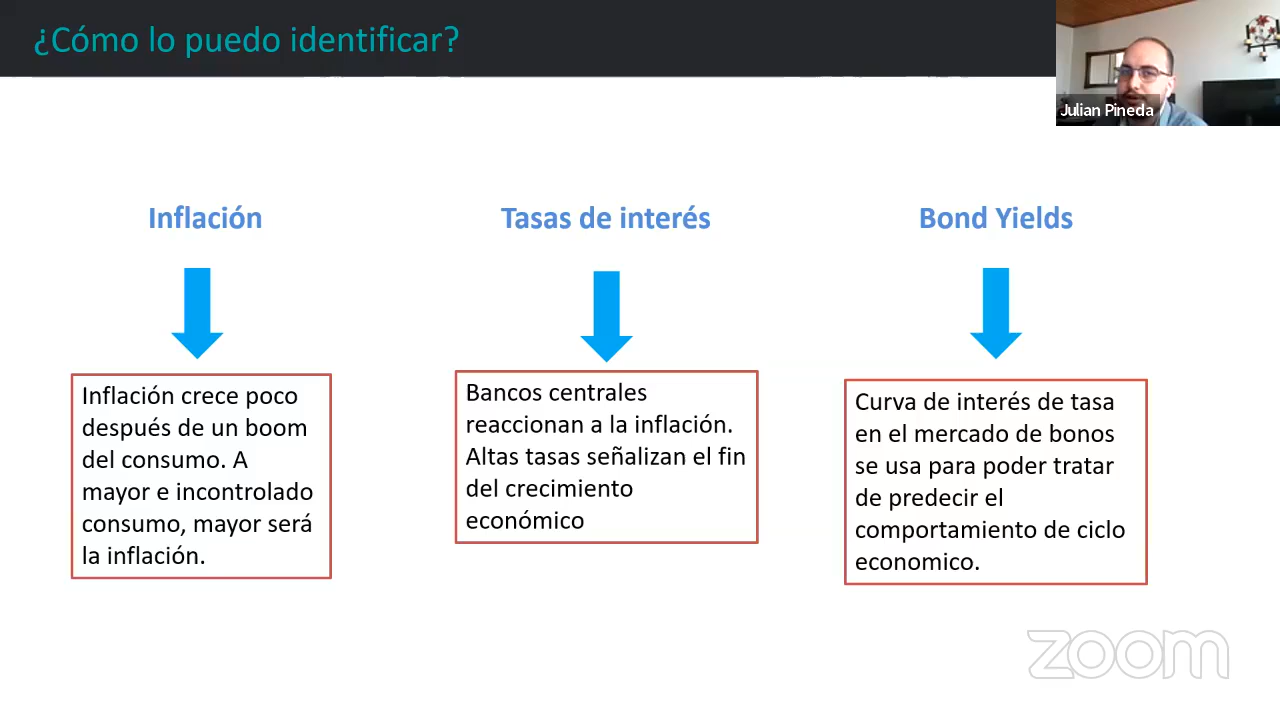 ¿Cómo lo puedo identificar?
Julian Pineda
Inflación
Tasas de interés
Bond Yields
Inflación crece poco
después de un boom
del consumo. A
mayor e incontrolado
consumo, mayor será
la inflación.
Bancos centrales
reaccionan a la inflación.
Altas tasas señalizan el fin
del crecimiento
económico
Curva de interés de tasa
en el mercado de bonos
se usa para poder tratar
de predecir el
comportamiento de ciclo
economico.
zoom